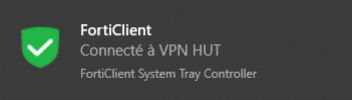 FortiClient
Connecté à VPN HUT
FortiClient System Tray Controller